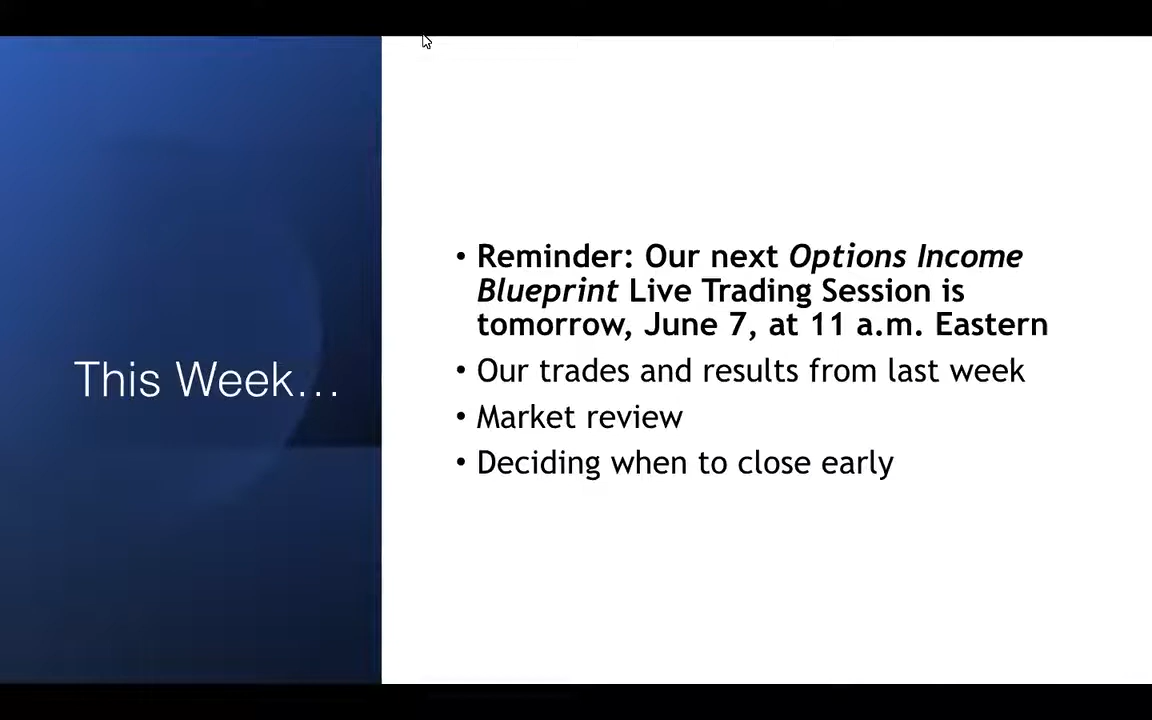 This Week...
• Reminder: Our next Options Income
Blueprint Live Trading Session is
tomorrow, June 7, at 11 a.m. Eastern
• Our trades and results from last week
• Market review
• Deciding when to close early